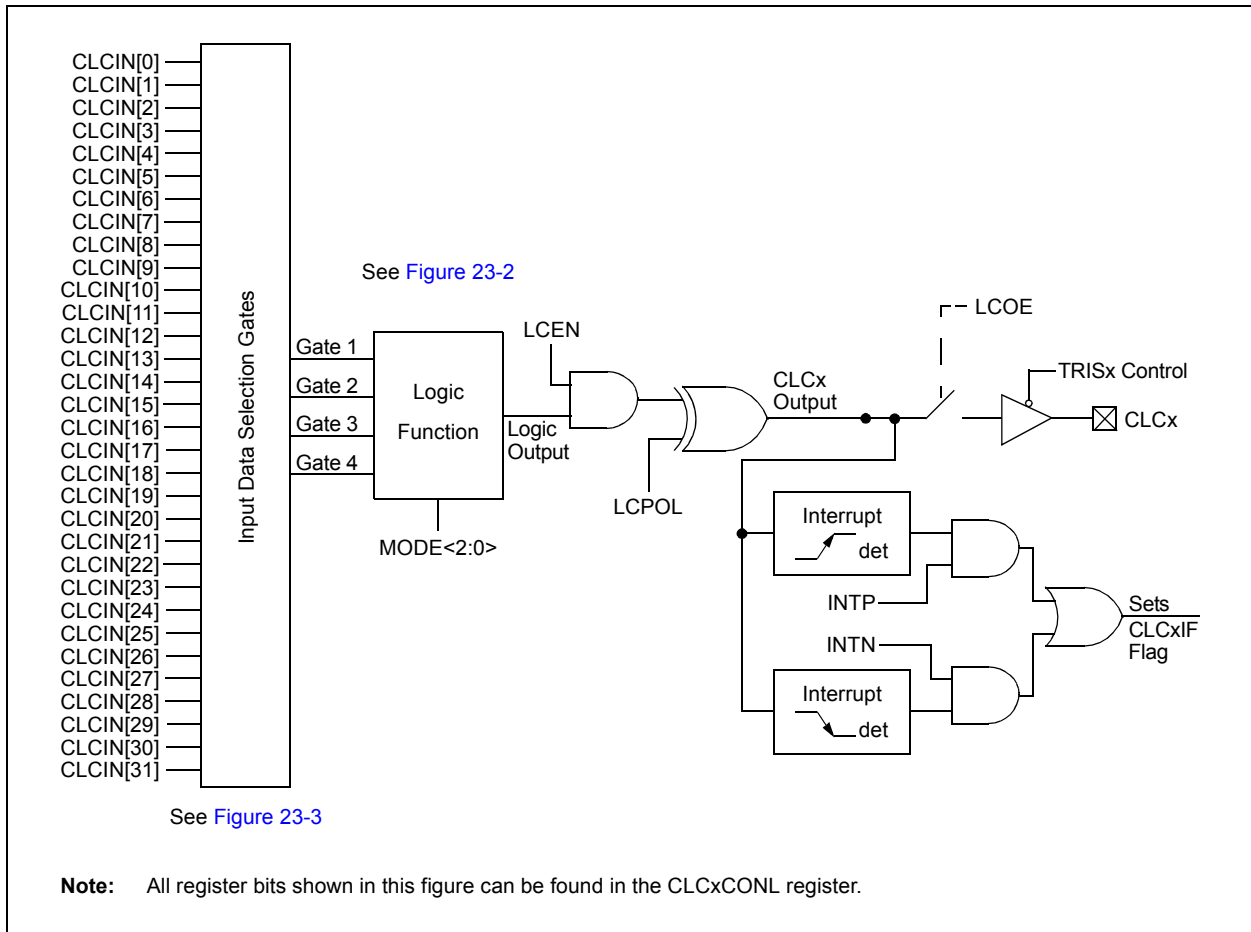 CLCIN[0]
CLCIN[1]
CLCIN[2]
CLCIN[3]
CLCIN[4]
CLCIN[5]
CLCIN[6]
CLCIN[7]
CLCIN[8]
CLCIN[9]
CLCIN[10]
CLCIN[11]
CLCIN[12]
CLCIN[13]
CLCIN[14]
CLCIN[15]
CLCIN[16]
CLCIN[17]
CLCIN[18]
CLCIN[19]
CLCIN[20]
CLCIN[21]
CLCIN[22]
CLCIN[23]
CLCIN[24]
CLCIN[25]
CLCIN[26]
CLCIN[27]
CLCIN[28]
CLCIN[29]
CLCIN[30]
CLCIN[31]
Input Data Selection Gates
See Figure 23-3
Gate 1
Gate 2
Gate 3
Gate 4
See Figure 23-2
Logic
Function
MODE<2:0>
Logic
Output
LCEN
LCPOL
CLCx
Output
LCOE
TRISx Control
CLCx
Interrupt
det
INTP
INTN
Interrupt
det
Sets
CLCxIF
Flag
Note: All register bits shown in this figure can be found in the CLCxCONL register.